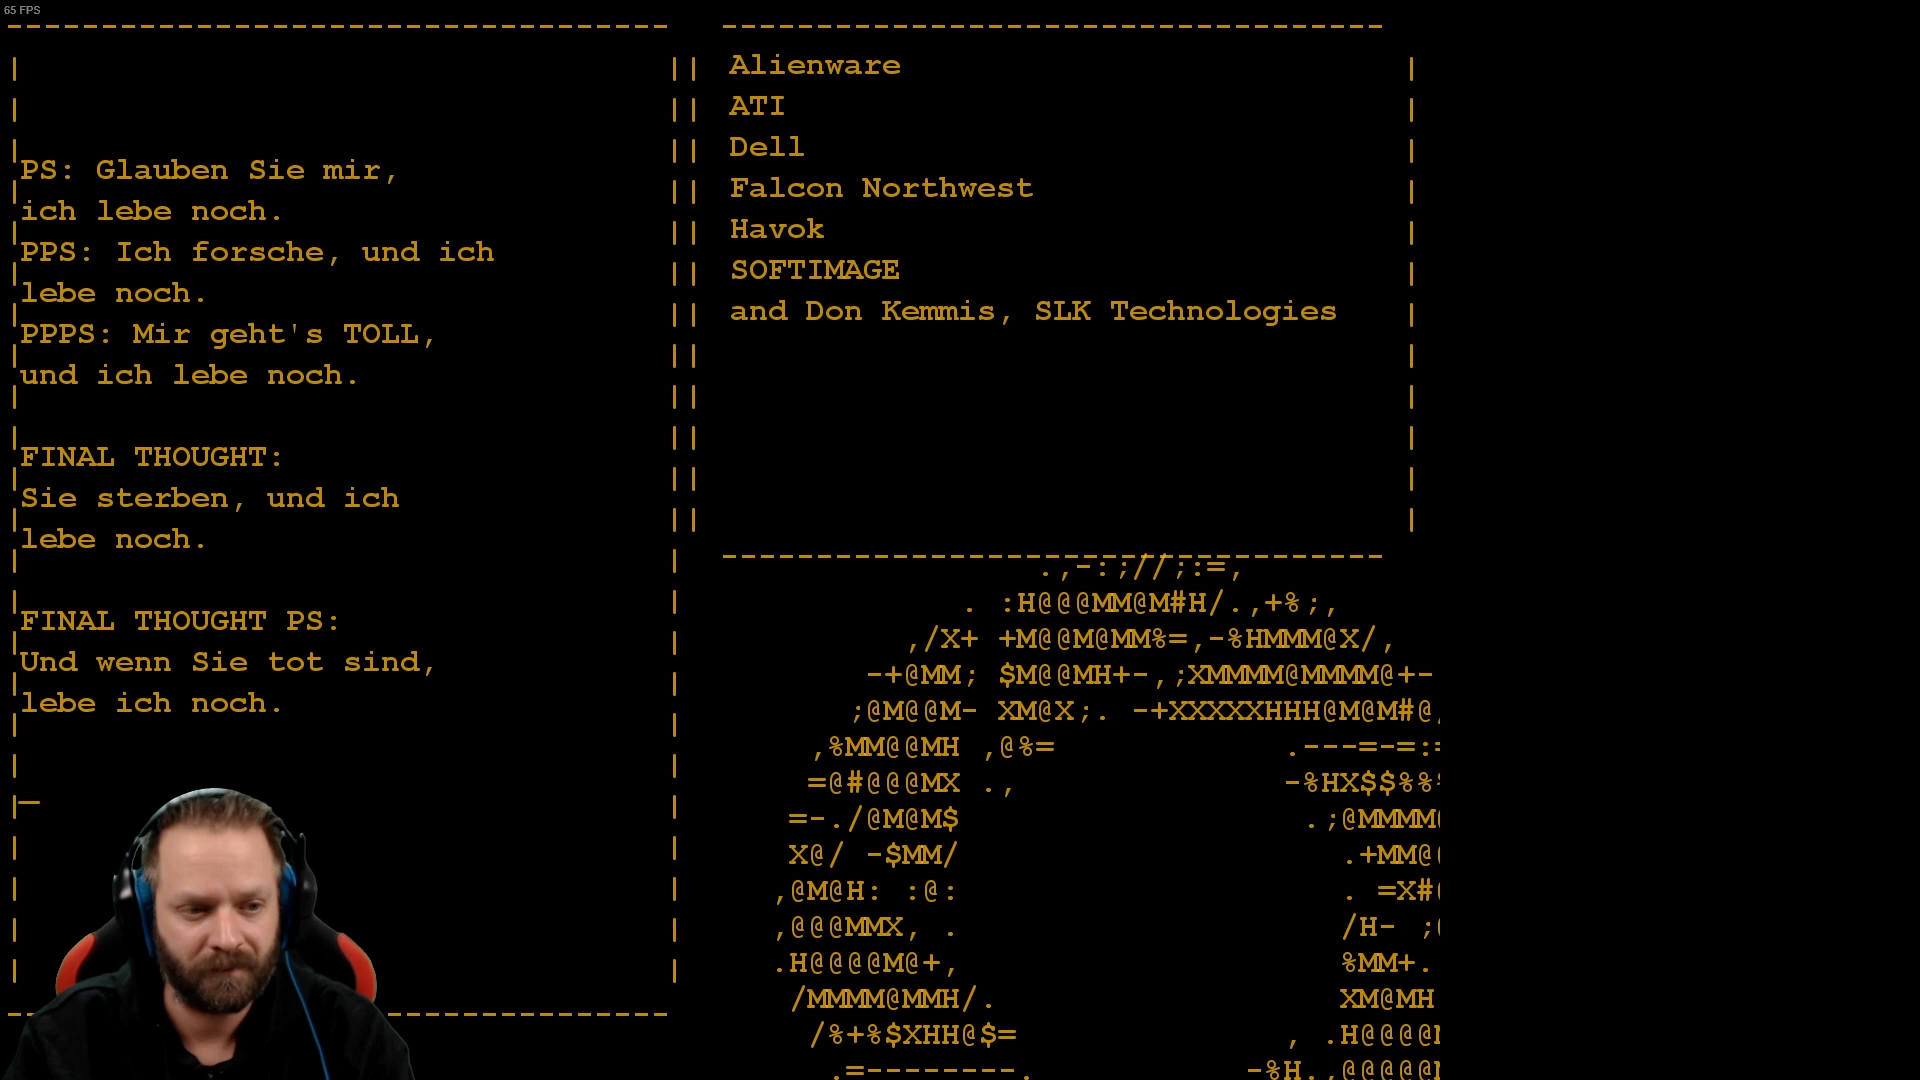 65 FPS
PS: Glauben Sie mir,
ich lebe noch.
PPS: Ich forsche, und ich
lebe noch.
PPPS: Mir geht's TOLL,
und ich lebe noch.
FINAL THOUGHT:
Sie sterben, und ich
lebe noch.
FINAL THOUGHT PS:
Und wenn Sie tot sind,
lebe ich noch.
Alienware
ATI
Dell
Falcon Northwest
Havok
SOFTIMAGE
and Don Kemmis, SLK Technologies